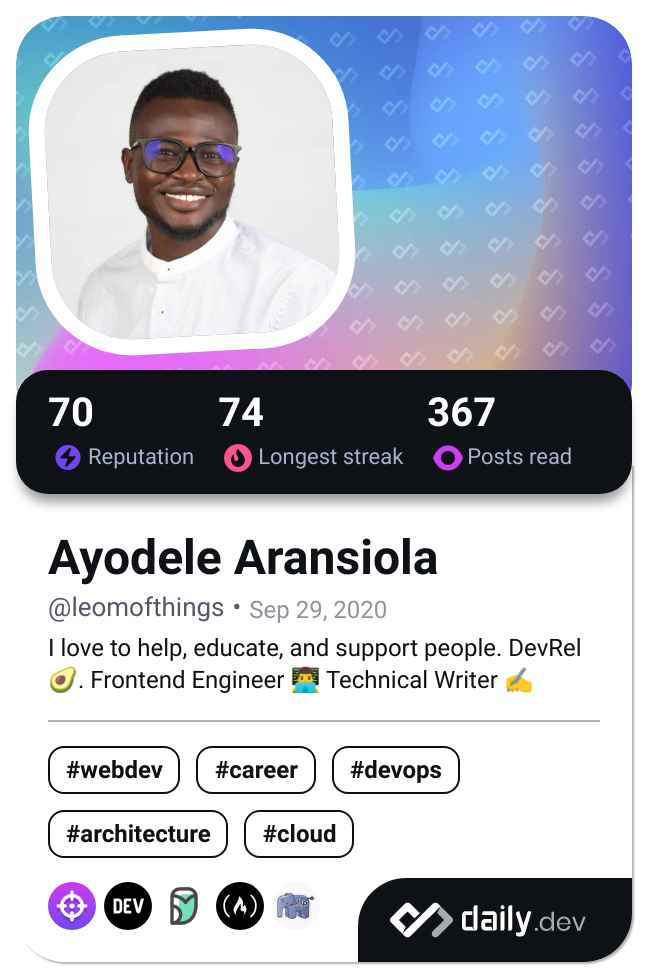 70 74 367
Reputation Longest streak Posts read
Ayodele Aransiola
@leomofthings • Sep 29, 2020
I love to help, educate, and support people. DevRel
🥑. Frontend Engineer 👨‍💻 Technical Writer ✍️
#webdev #career #devops
#architecture #cloud
DEV php
daily.dev